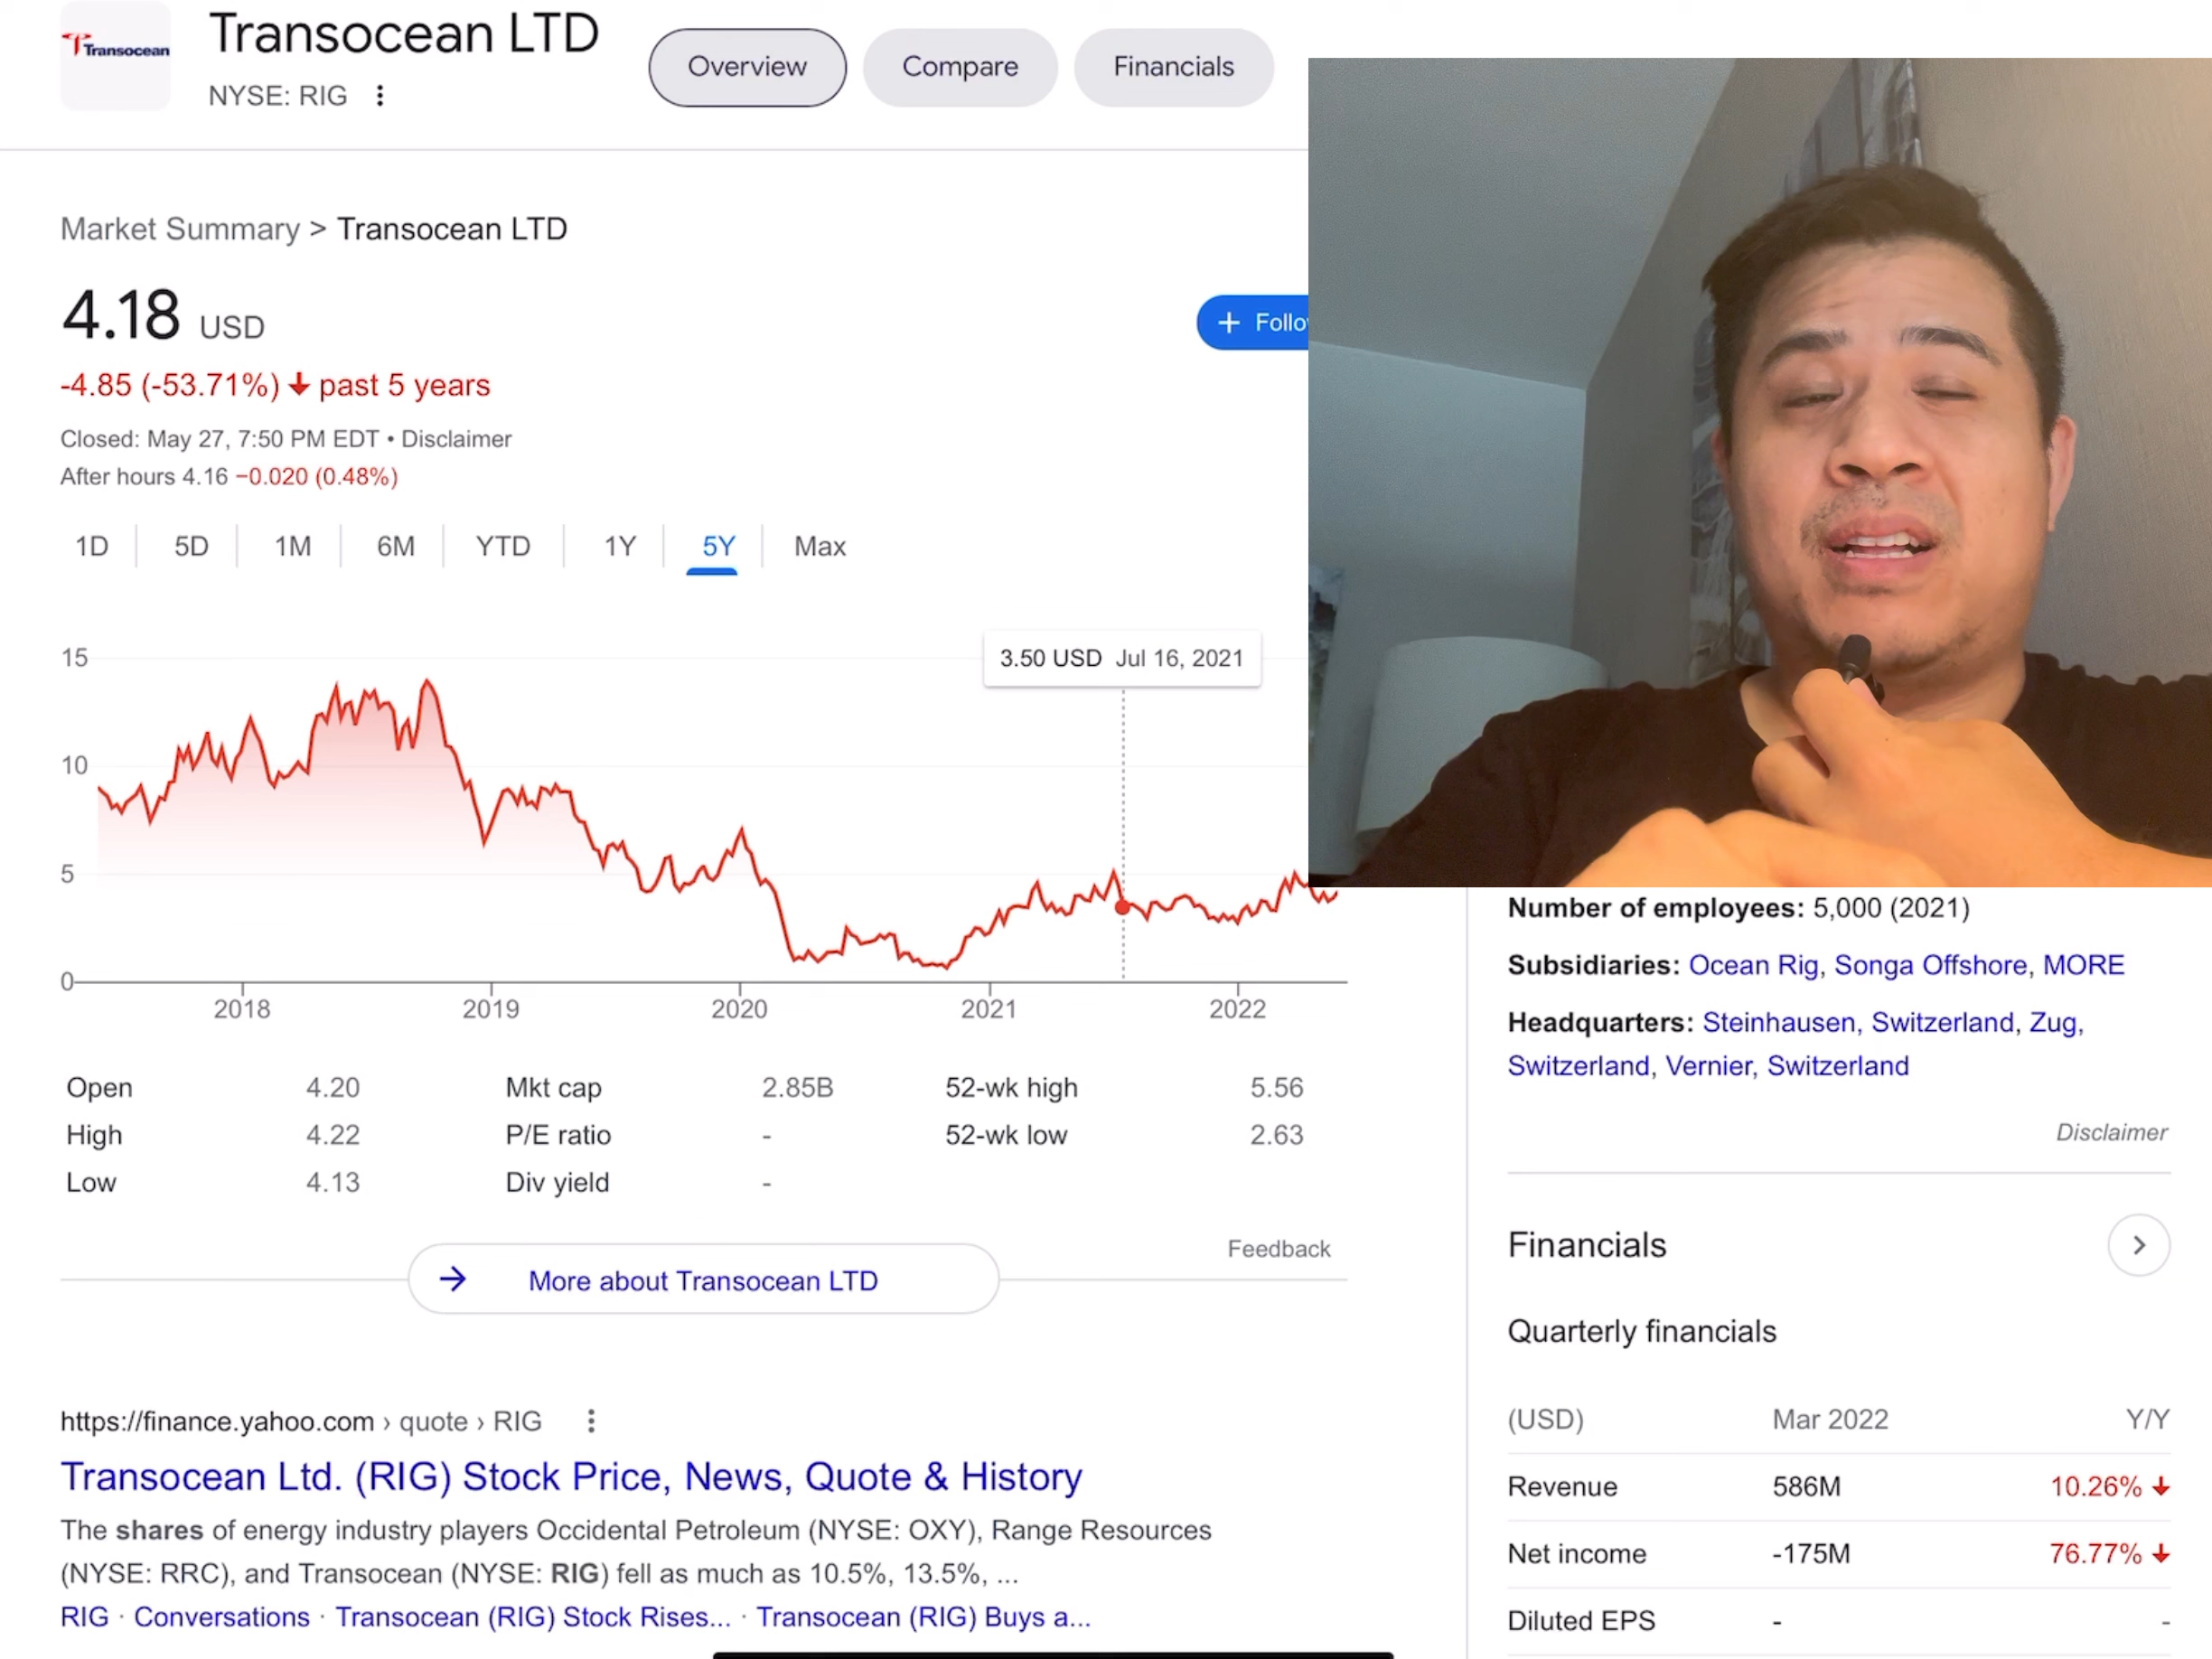 Transocean
Transocean LTD
NYSE: RIG
Overview
Compare
Financials
Market Summary > Transocean LTD
4.18 USD
+ Follo
-4.85 (-53.71%) past 5 years
Closed: May 27, 7:50 PM EDT • Disclaimer
After hours 4.16 −0.020 (0.48%)
1D 5D 1M 6M YTD 1Y 5Y Max
3.50 USD Jul 16, 2021
15
10
5
0
2018 2019 2020 2021 2022
Open 4.20 Mkt cap 2.85B 52-wk high 5.56
High 4.22 P/E ratio - 52-wk low 2.63
Low 4.13 Div yield -
Feedback
More about Transocean LTD
https://finance.yahoo.com › quote › RIG
Transocean Ltd. (RIG) Stock Price, News, Quote & History
The shares of energy industry players Occidental Petroleum (NYSE: OXY), Range Resources
(NYSE: RRC), and Transocean (NYSE: RIG) fell as much as 10.5%, 13.5%, ...
RIG · Conversations · Transocean (RIG) Stock Rises... · Transocean (RIG) Buys a...
Number of employees: 5,000 (2021)
Subsidiaries: Ocean Rig, Songa Offshore, MORE
Headquarters: Steinhausen, Switzerland, Zug,
Switzerland, Vernier, Switzerland
Disclaimer
Financials
Quarterly financials
(USD) Mar 2022 Y/Y
Revenue 586M 10.26%
Net income -175M 76.77%
Diluted EPS - -